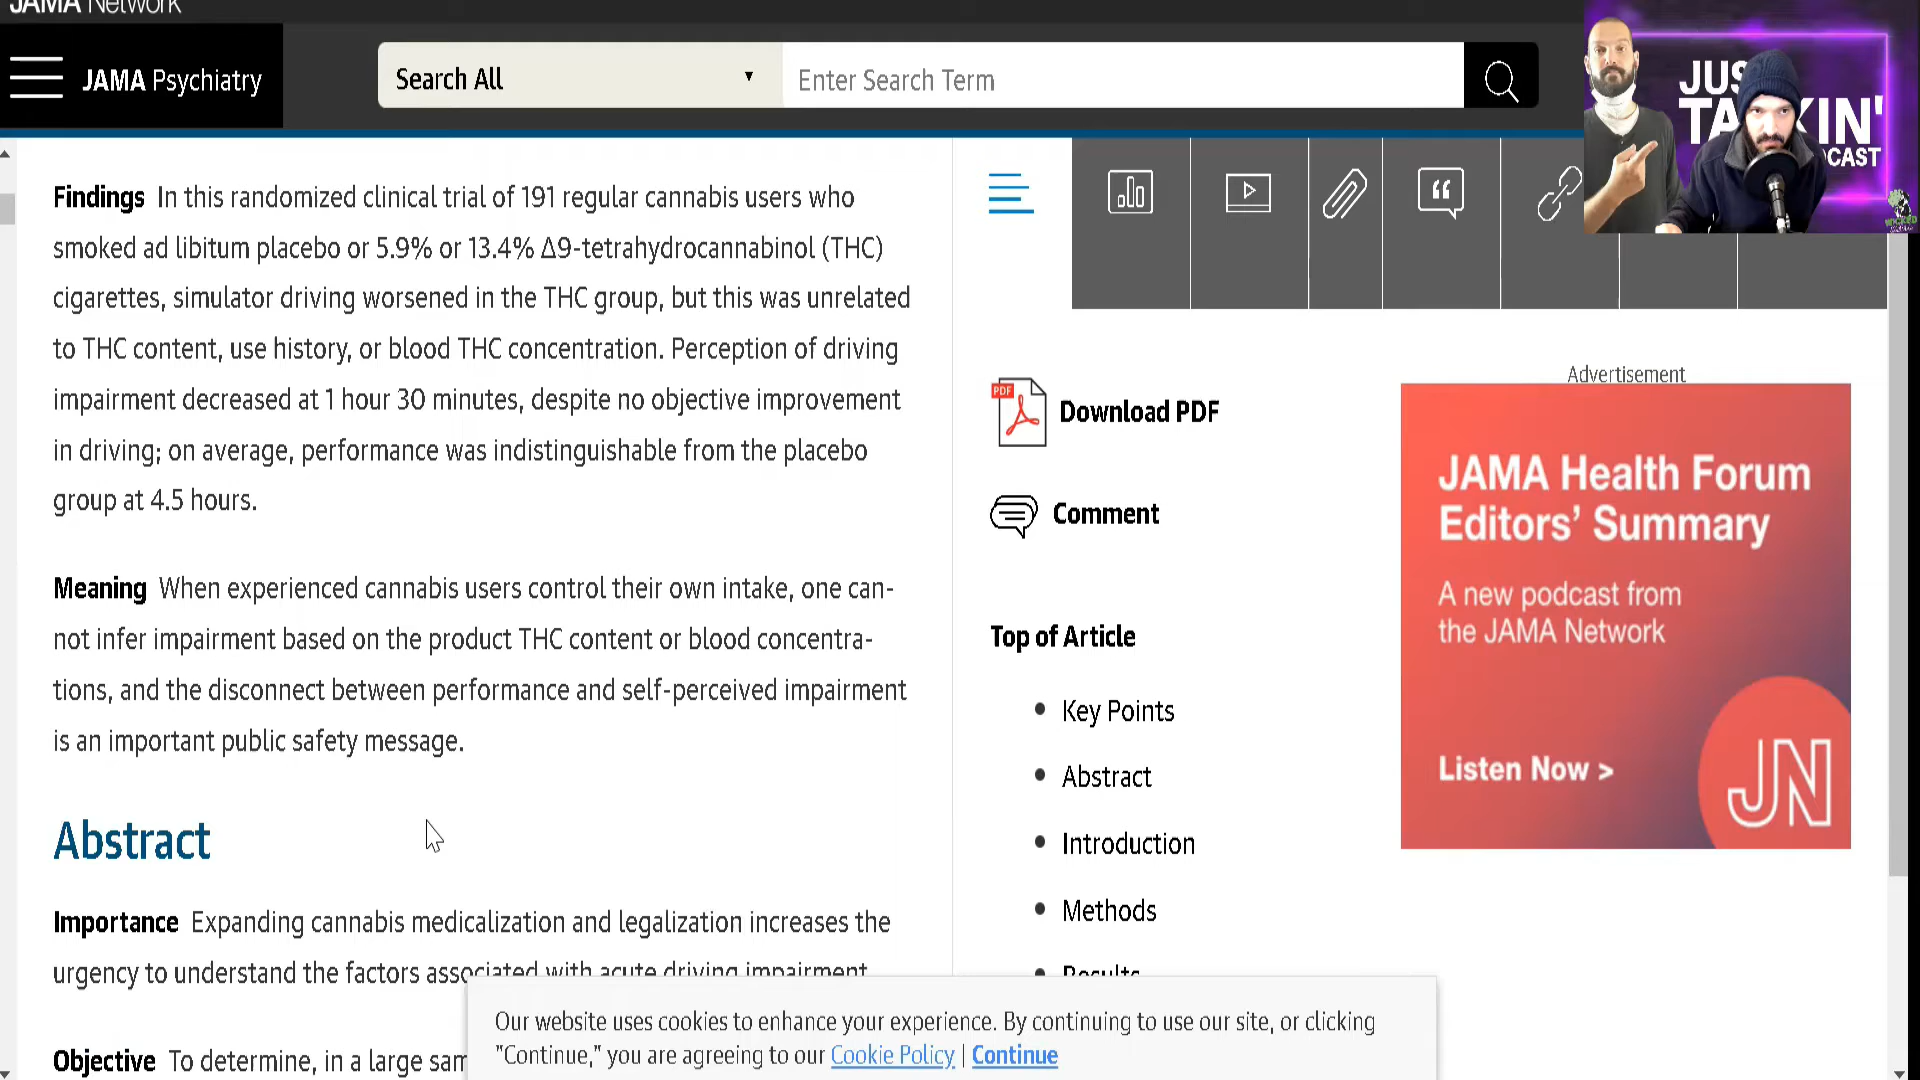 JAMA Network
JAMA Psychiatry
Search All
Enter Search Term
Findings In this randomized clinical trial of 191 regular cannabis users who
smoked ad libitum placebo or 5.9% or 13.4% Δ9-tetrahydrocannabinol (THC)
cigarettes, simulator driving worsened in the THC group, but this was unrelated
to THC content, use history, or blood THC concentration. Perception of driving
impairment decreased at 1 hour 30 minutes, despite no objective improvement
in driving; on average, performance was indistinguishable from the placebo
group at 4.5 hours.
Meaning When experienced cannabis users control their own intake, one can-
not infer impairment based on the product THC content or blood concentra-
tions, and the disconnect between performance and self-perceived impairment
is an important public safety message.
Abstract
Importance Expanding cannabis medicalization and legalization increases the
urgency to understand the factors associated with acute driving impairment
Objective To determine, in a large sam
Download PDF
Comment
Top of Article
Key Points
Abstract
Introduction
Methods
Results
Advertisement
JAMA Health Forum
Editors' Summary
A new podcast from
the JAMA Network
Listen Now >
JN
Our website uses cookies to enhance your experience. By continuing to use our site, or clicking
"Continue," you are agreeing to our Cookie Policy | Continue